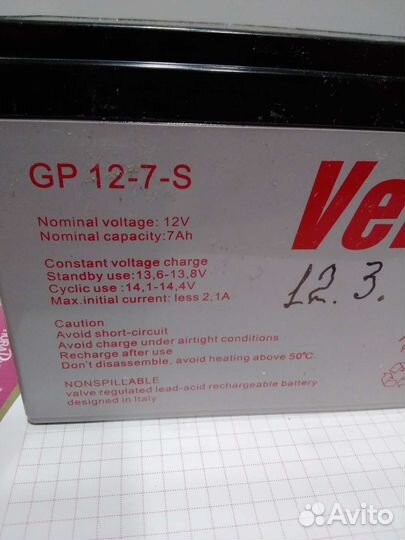 GP 12-7-S
Nominal voltage: 12V
Nominal capacity: 7Ah
Constant voltage charge
Standby use:13,6-13,8V
Cyclic use:14,1-14,4V
Max.initial current: less 2,1A
12.3.
Caution
Avoid short-circuit
Avoid charge under airtight conditions
Recharge after use
Don't disassemble, avoid heating above 50°C.
NONSPILLABLE
valve regulated lead-acid rechargeable battery
designed in Italy
Avito